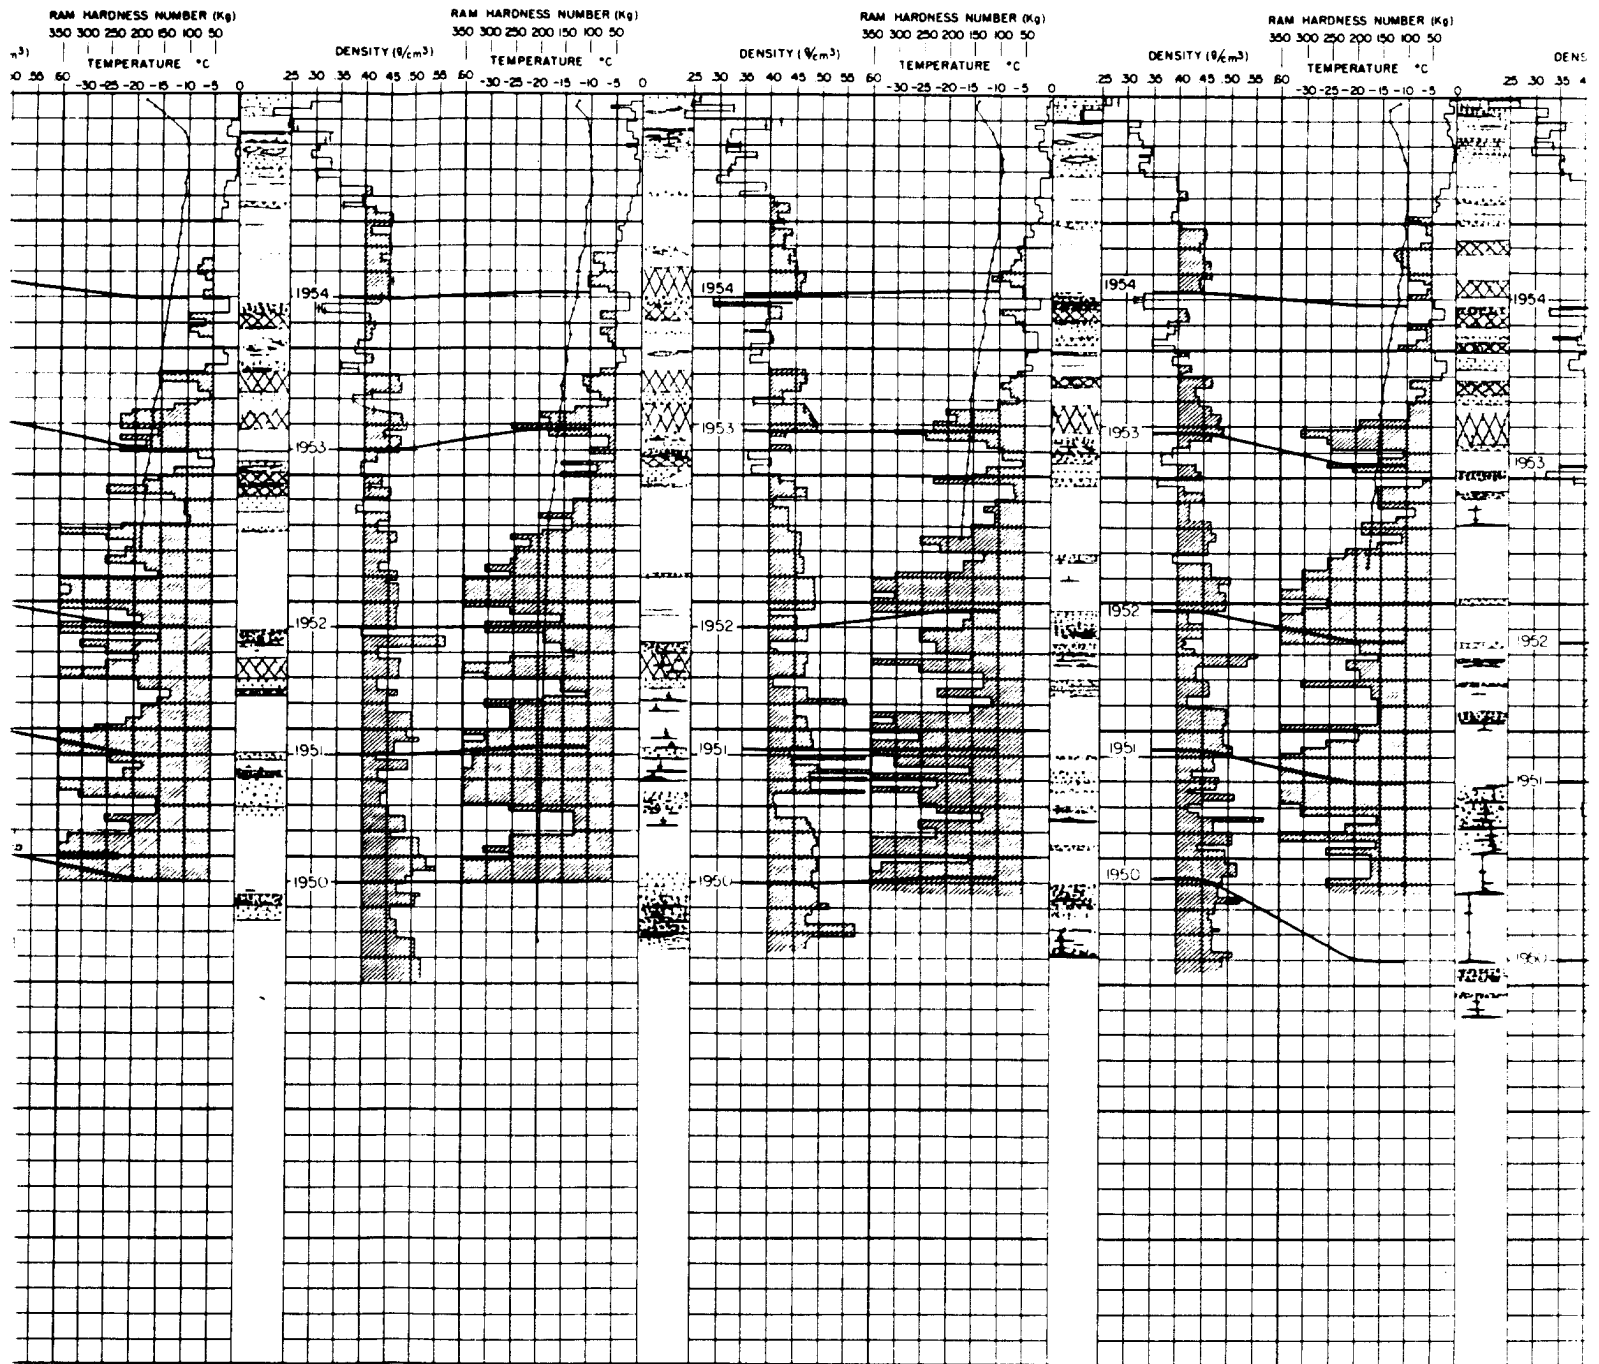 RAM HARDNESS NUMBER (Kg)
350 300 250 200 150 100 50
TEMPERATURE °C
.55 .60 -30 -25 -20 -15 -10 -5 0
DENSITY (g/cm³)
.25 .30 .35 .40 .45 .50 .55 .60
RAM HARDNESS NUMBER (Kg)
350 300 250 200 150 100 50
TEMPERATURE °C
-30 -25 -20 -15 -10 -5 0
DENSITY (g/cm³)
.25 .30 .35 .40 .45 .50 .55 .60
RAM HARDNESS NUMBER (Kg)
350 300 250 200 150 100 50
TEMPERATURE °C
-30 -25 -20 -15 -10 -5 0
DENSITY (g/cm³)
.25 .30 .35 .40 .45 .50 .55 .60
RAM HARDNESS NUMBER (Kg)
350 300 250 200 150 100 50
TEMPERATURE °C
-30 -25 -20 -15 -10 -5 0
DENS
.25 .30 .35
1954 1954 1954 1954
1953 1953 1953 1953
1952 1952 1952 1952
1951 1951 1951 1951
1950 1950 1950 1950